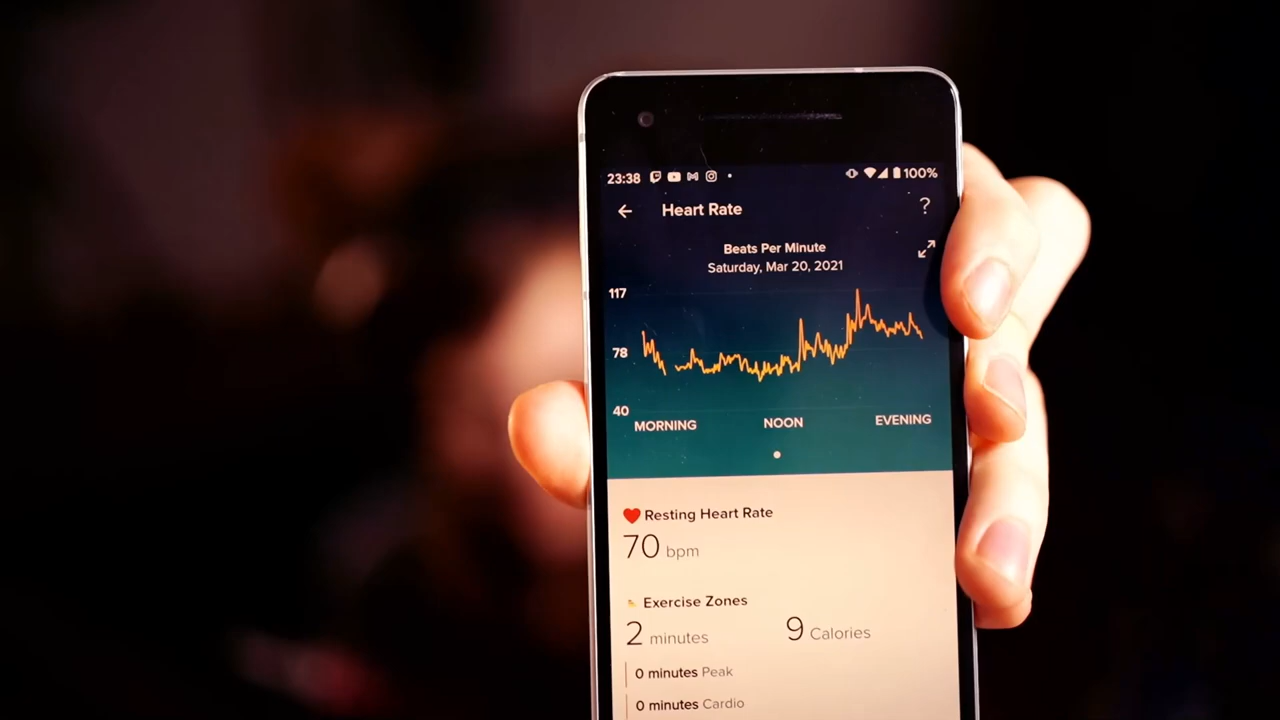 23:38 100%
Heart Rate ?
Beats Per Minute
Saturday, Mar 20, 2021
117
78
40
MORNING NOON EVENING
Resting Heart Rate
70 bpm
Exercise Zones
2 minutes 9 Calories
0 minutes Peak
0 minutes Cardio